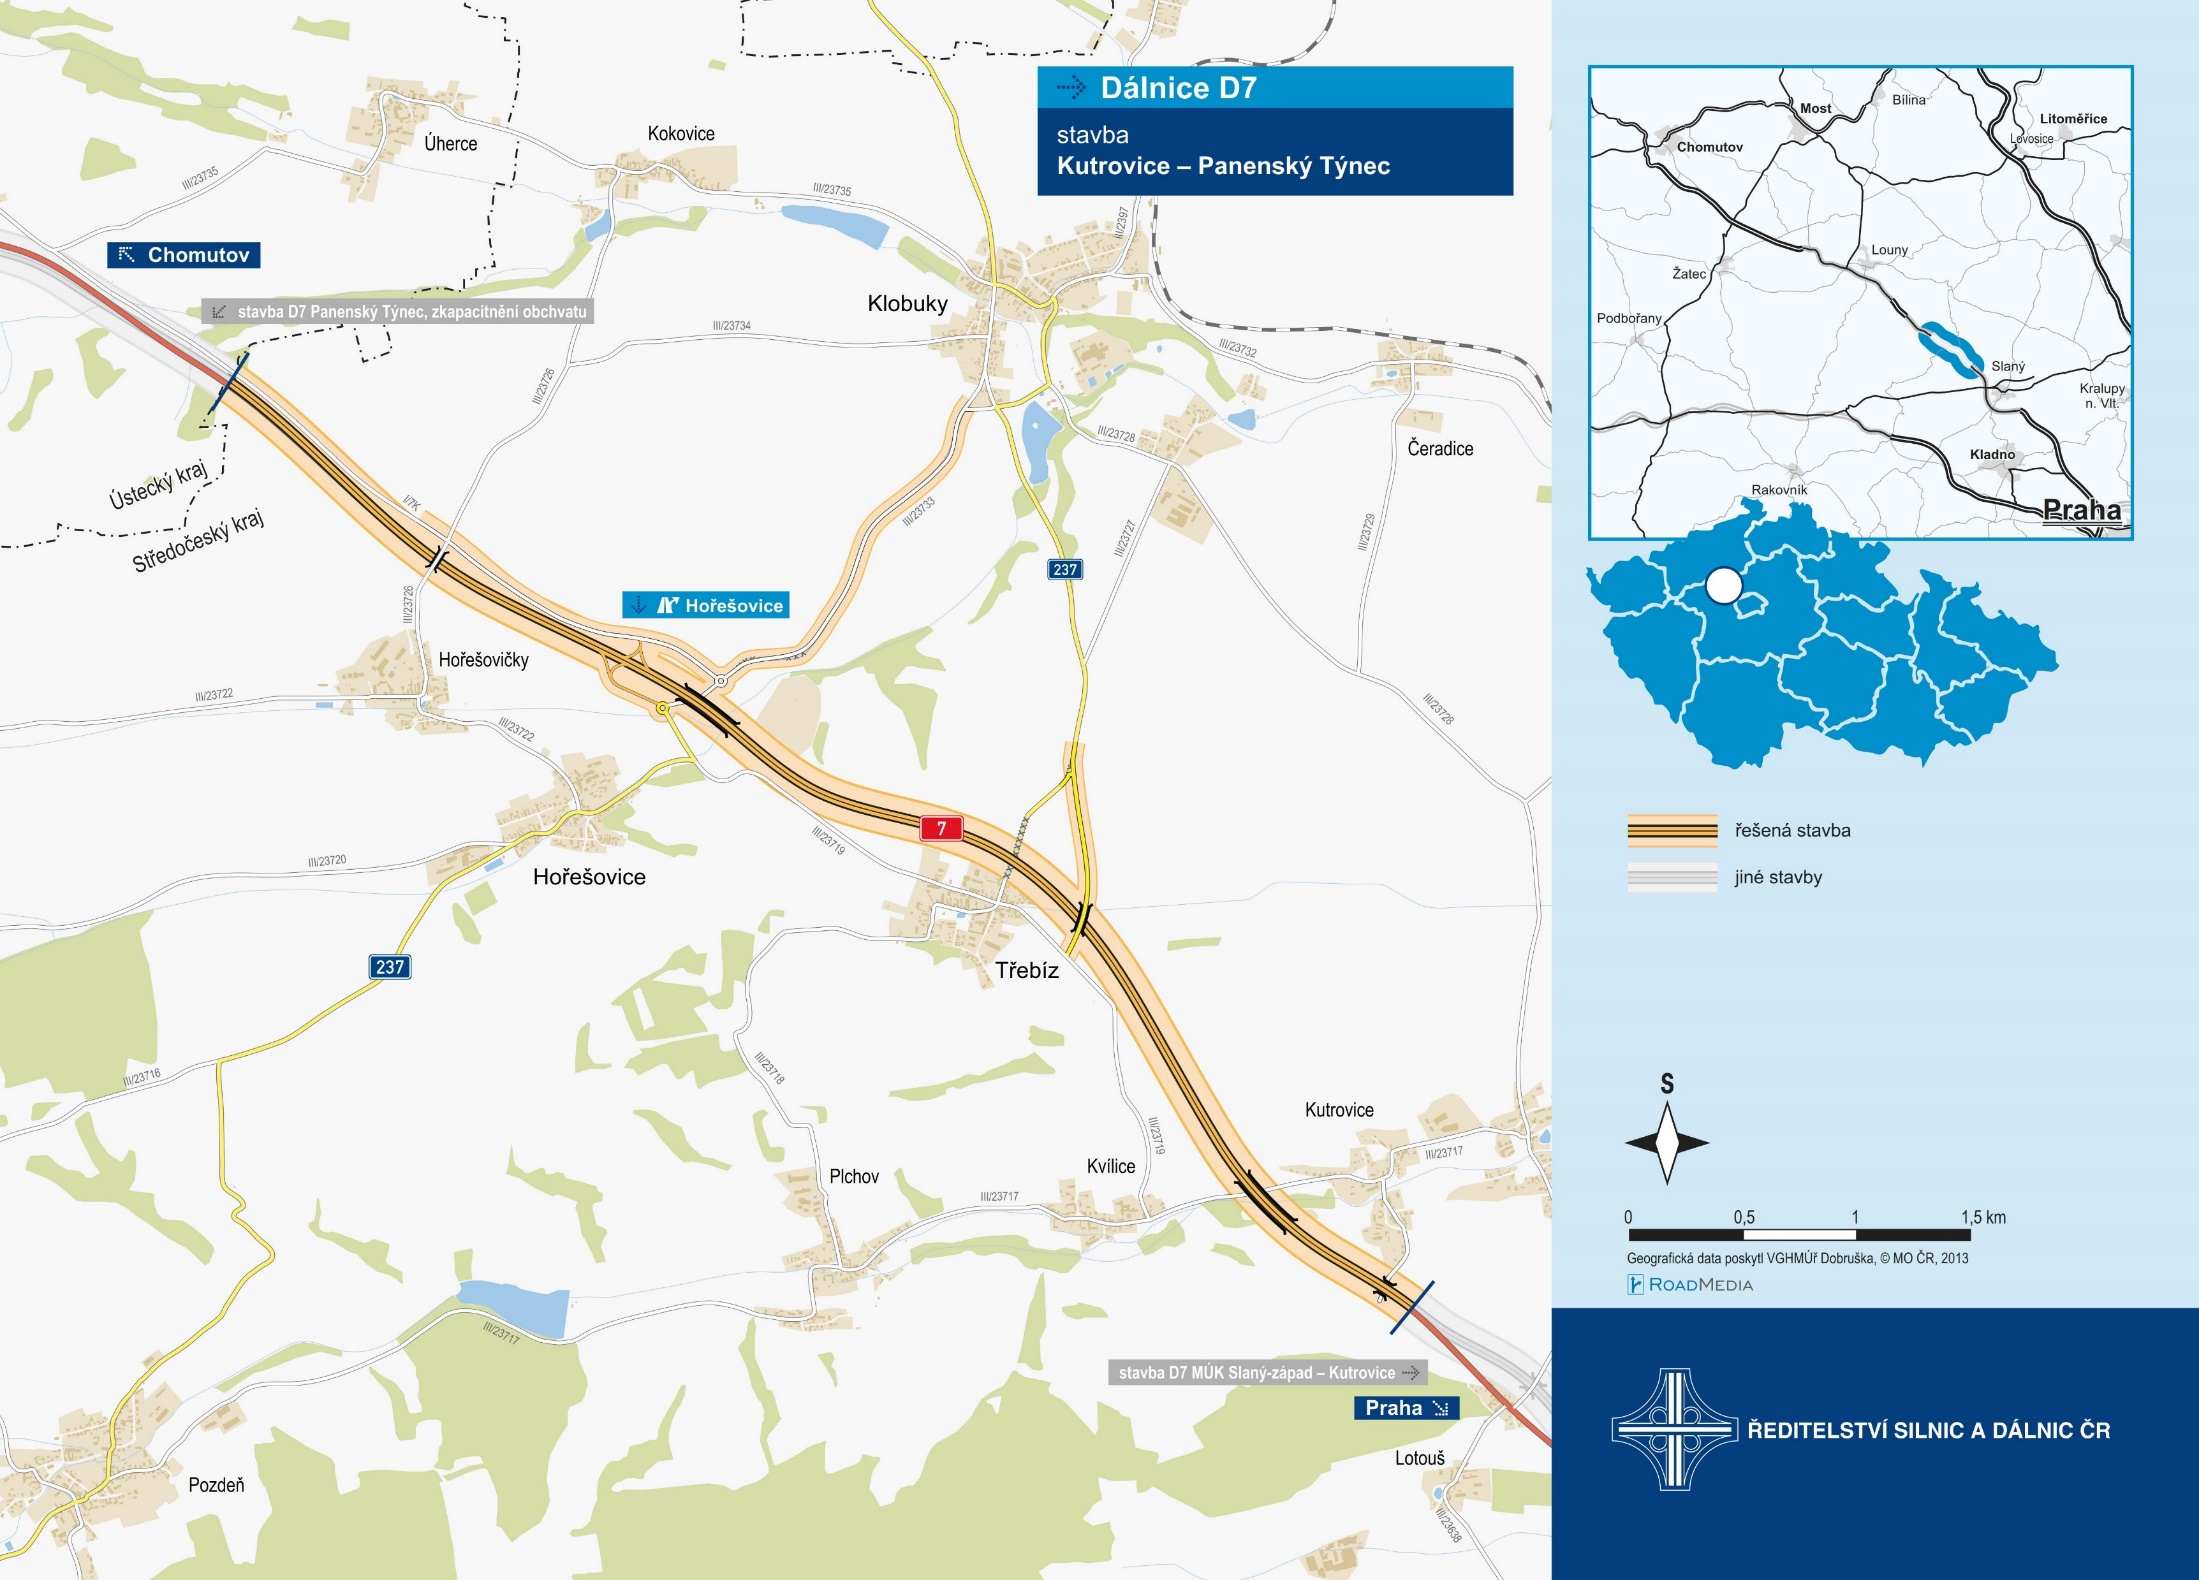 Dálnice D7
stavba
Kutrovice – Panenský Týnec
Úherce
Kokovice
III/23735
III/23735
III/2397
Chomutov
stavba D7 Panenský Týnec, zkapacitnění obchvatu
Klobuky
III/23734
III/23732
III/23726
III/23728
Čeradice
Ústecký kraj
Středočeský kraj
I/7K
III/23733
III/23727
III/23729
237
III/23726
Hořešovice
Hořešovičky
III/23722
III/23722
III/23728
7
III/23719
III/23720
Hořešovice
237
Třebíz
III/23716
III/23718
Kutrovice
III/23719
III/23717
Plchov
Kvílice
III/23717
III/23717
stavba D7 MÚK Slaný-západ – Kutrovice
Praha
Lotouš
Pozdeň
III/23638
Most
Bílina
Litoměřice
Lovosice
Chomutov
Louny
Žatec
Podbořany
Slaný
Kralupy
n. Vlt.
Kladno
Rakovník
Praha
řešená stavba
jiné stavby
S
0 0,5 1 1,5 km
Geografická data poskytl VGHMÚř Dobruška, © MO ČR, 2013
ROADMEDIA
ŘEDITELSTVÍ SILNIC A DÁLNIC ČR